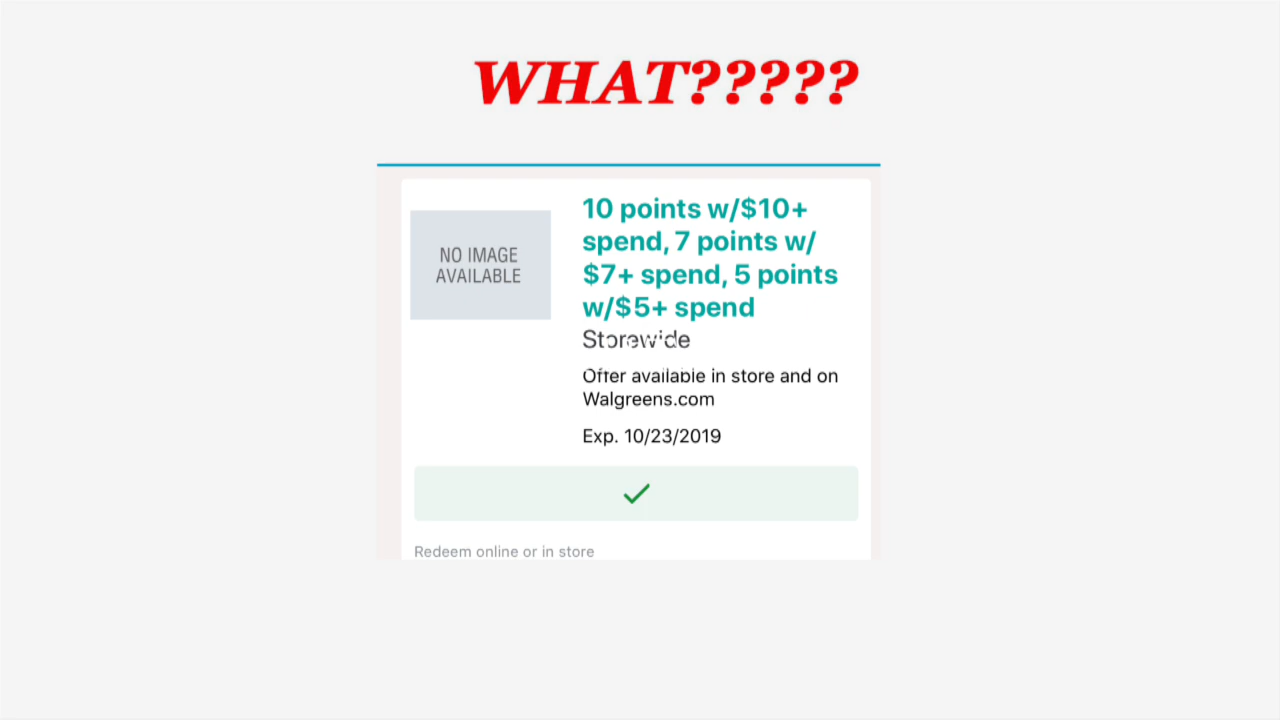 WHAT?????
NO IMAGE
AVAILABLE
10 points w/$10+
spend, 7 points w/
$7+ spend, 5 points
w/$5+ spend
Storewide
Offer available in store and on
Walgreens.com
Exp. 10/23/2019
Redeem online or in store